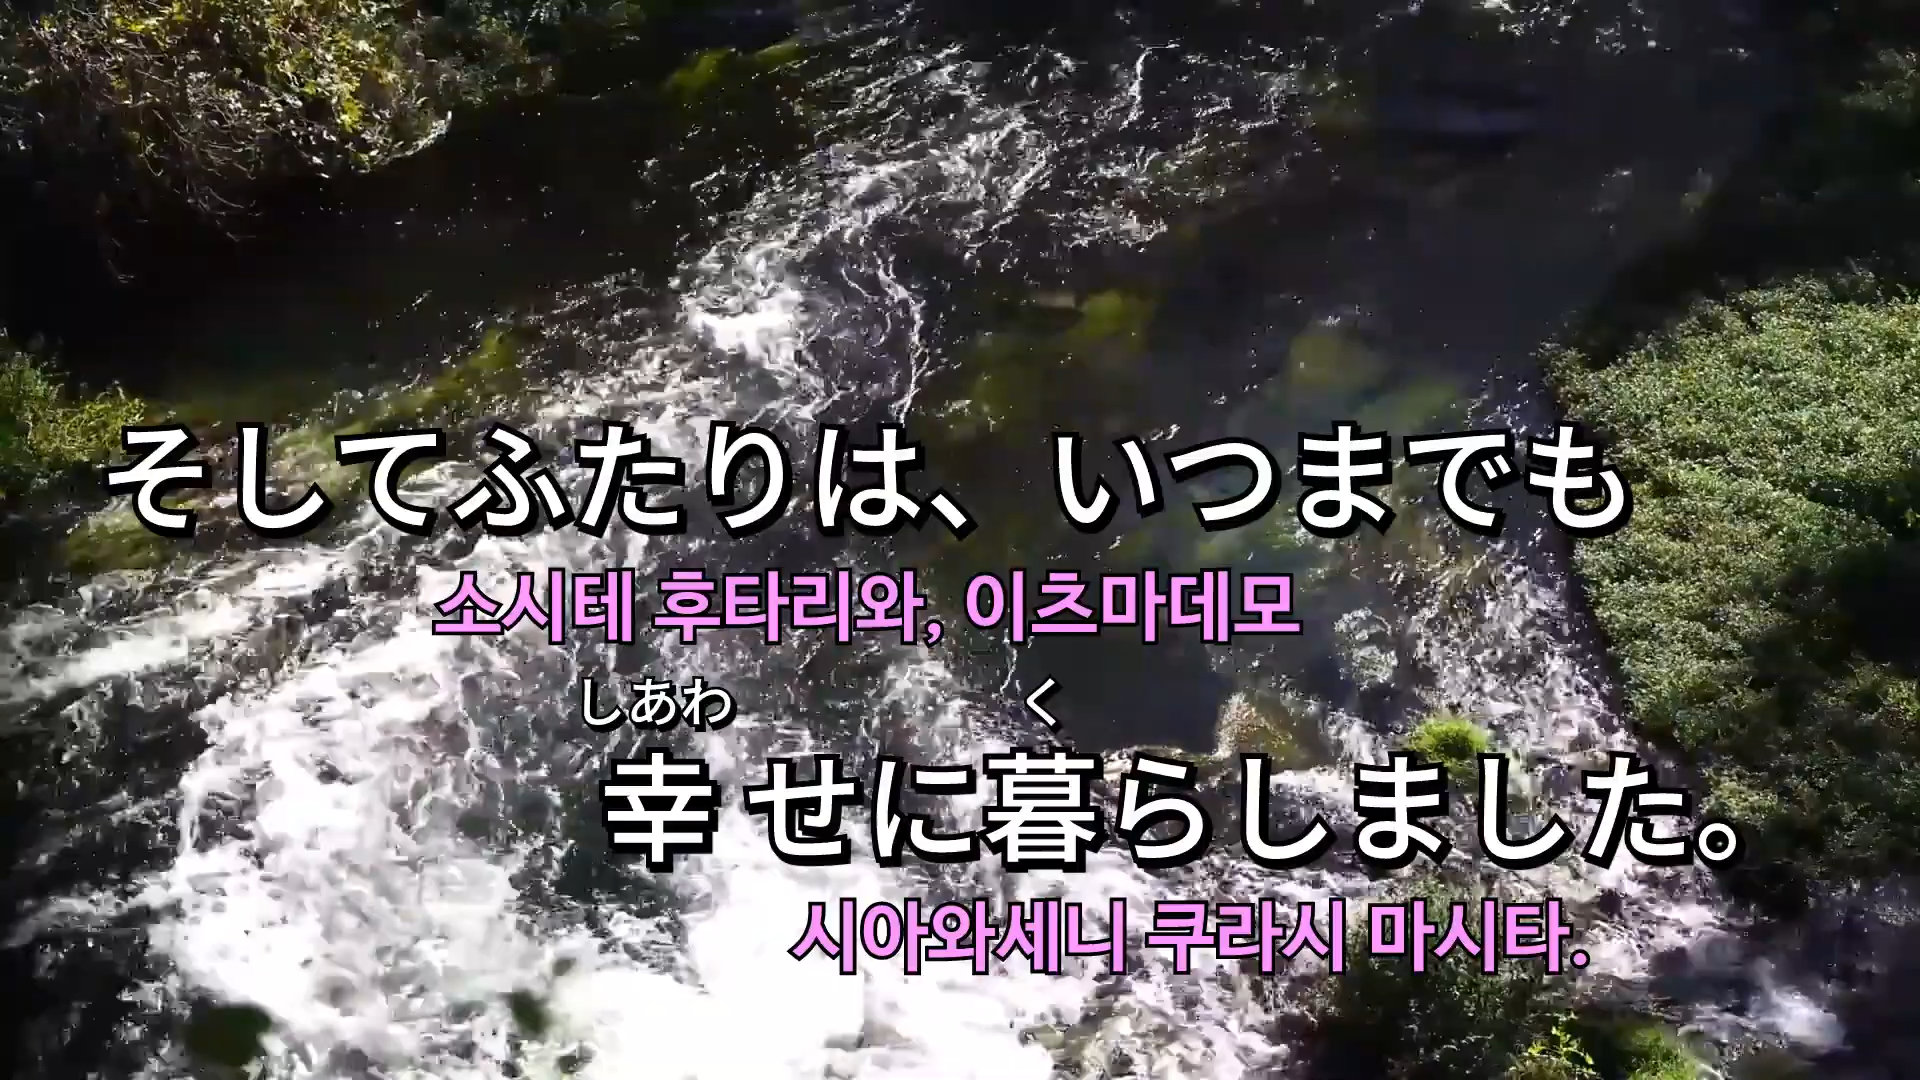 そしてふたりは、いつまでも
소시테 후타리와, 이츠마데모
しあわ く
幸せに暮らしました。
시아와세니 쿠라시 마시타.